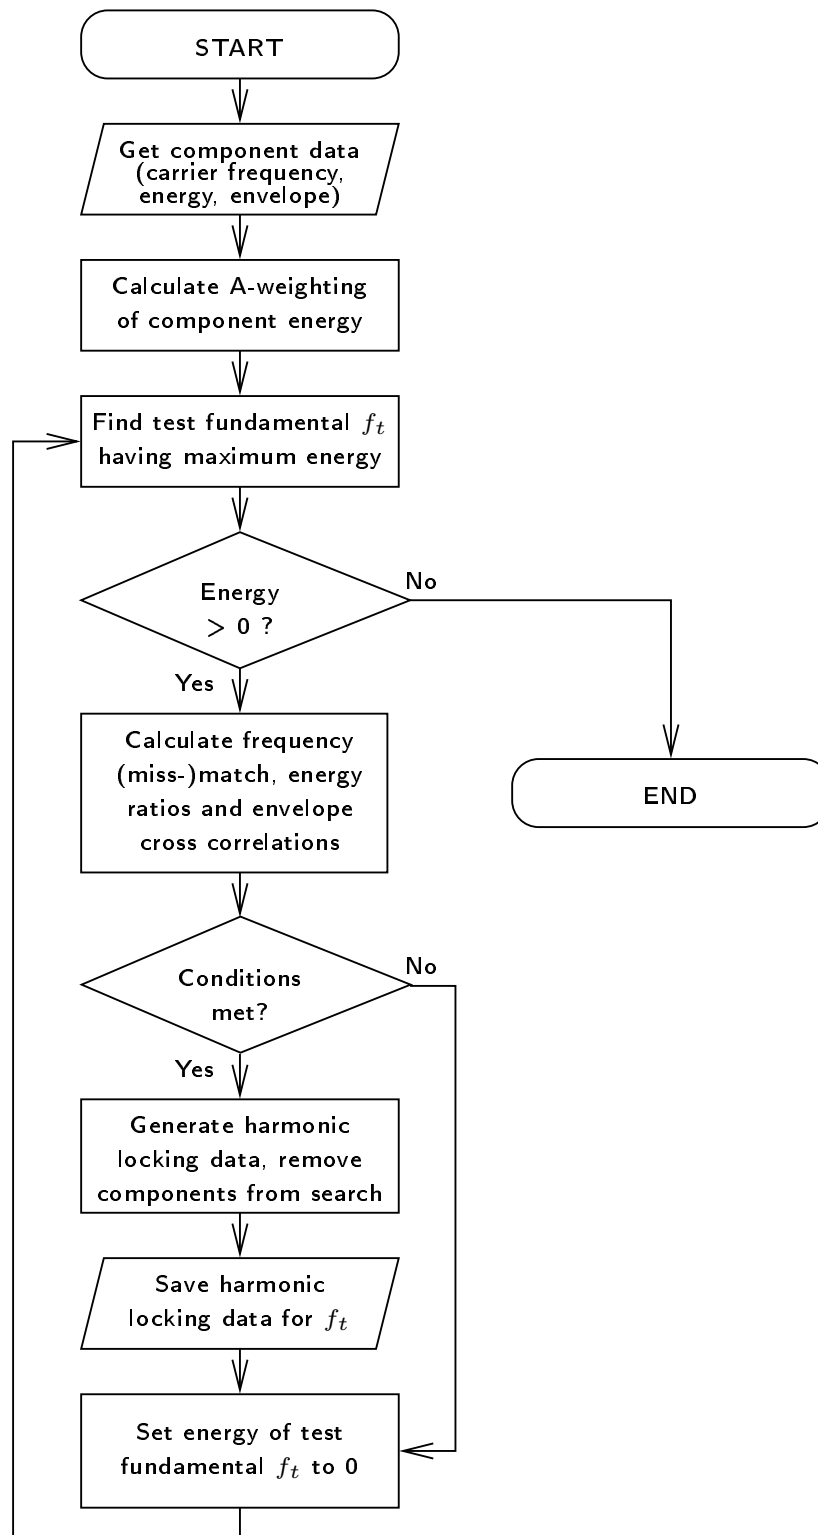 START
Get component data
(carrier frequency,
energy, envelope)
Calculate A-weighting
of component energy
Find test fundamental f_t
having maximum energy
Energy
> 0 ?
No
Yes
Calculate frequency
(miss-)match, energy
ratios and envelope
cross correlations
END
Conditions
met?
No
Yes
Generate harmonic
locking data, remove
components from search
Save harmonic
locking data for f_t
Set energy of test
fundamental f_t to 0